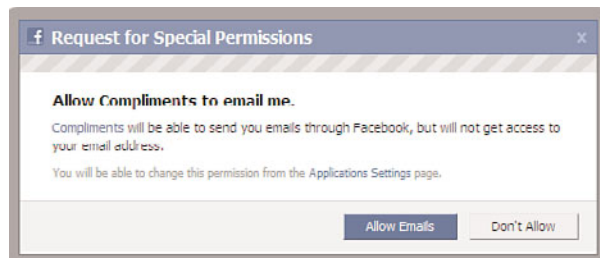 f Request for Special Permissions x
Allow Compliments to email me.
Compliments will be able to send you emails through Facebook, but will not get access to
your email address.
You will be able to change this permission from the Applications Settings page.
Allow Emails Don't Allow